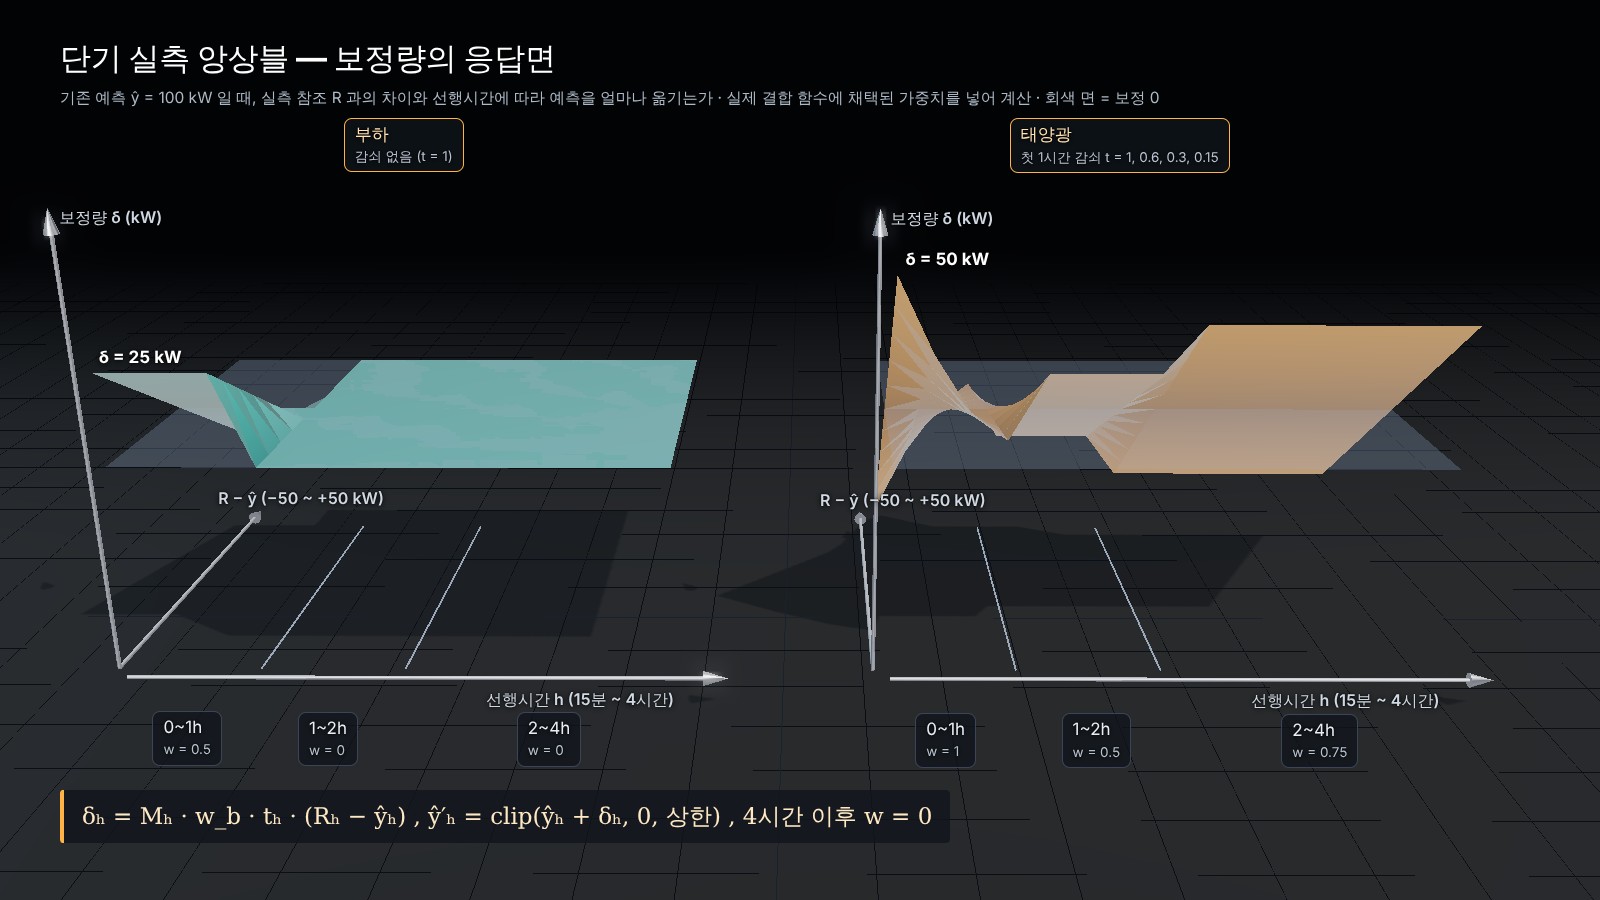 단기 실측 앙상블 — 보정량의 응답면
기존 예측 ŷ = 100 kW 일 때, 실측 참조 R 과의 차이와 선행시간에 따라 예측을 얼마나 옮기는가 · 실제 결합 함수에 채택된 가중치를 넣어 계산 · 회색 면 = 보정 0
부하
감쇠 없음 (t = 1)
태양광
첫 1시간 감쇠 t = 1, 0.6, 0.3, 0.15
보정량 δ (kW)
δ = 25 kW
R − ŷ (−50 ~ +50 kW)
선행시간 h (15분 ~ 4시간)
0~1h
w = 0.5
1~2h
w = 0
2~4h
w = 0
보정량 δ (kW)
δ = 50 kW
R − ŷ (−50 ~ +50 kW)
선행시간 h (15분 ~ 4시간)
0~1h
w = 1
1~2h
w = 0.5
2~4h
w = 0.75
δₕ = Mₕ · w_b · tₕ · (Rₕ − ŷₕ) , ŷ′ₕ = clip(ŷₕ + δₕ, 0, 상한) , 4시간 이후 w = 0